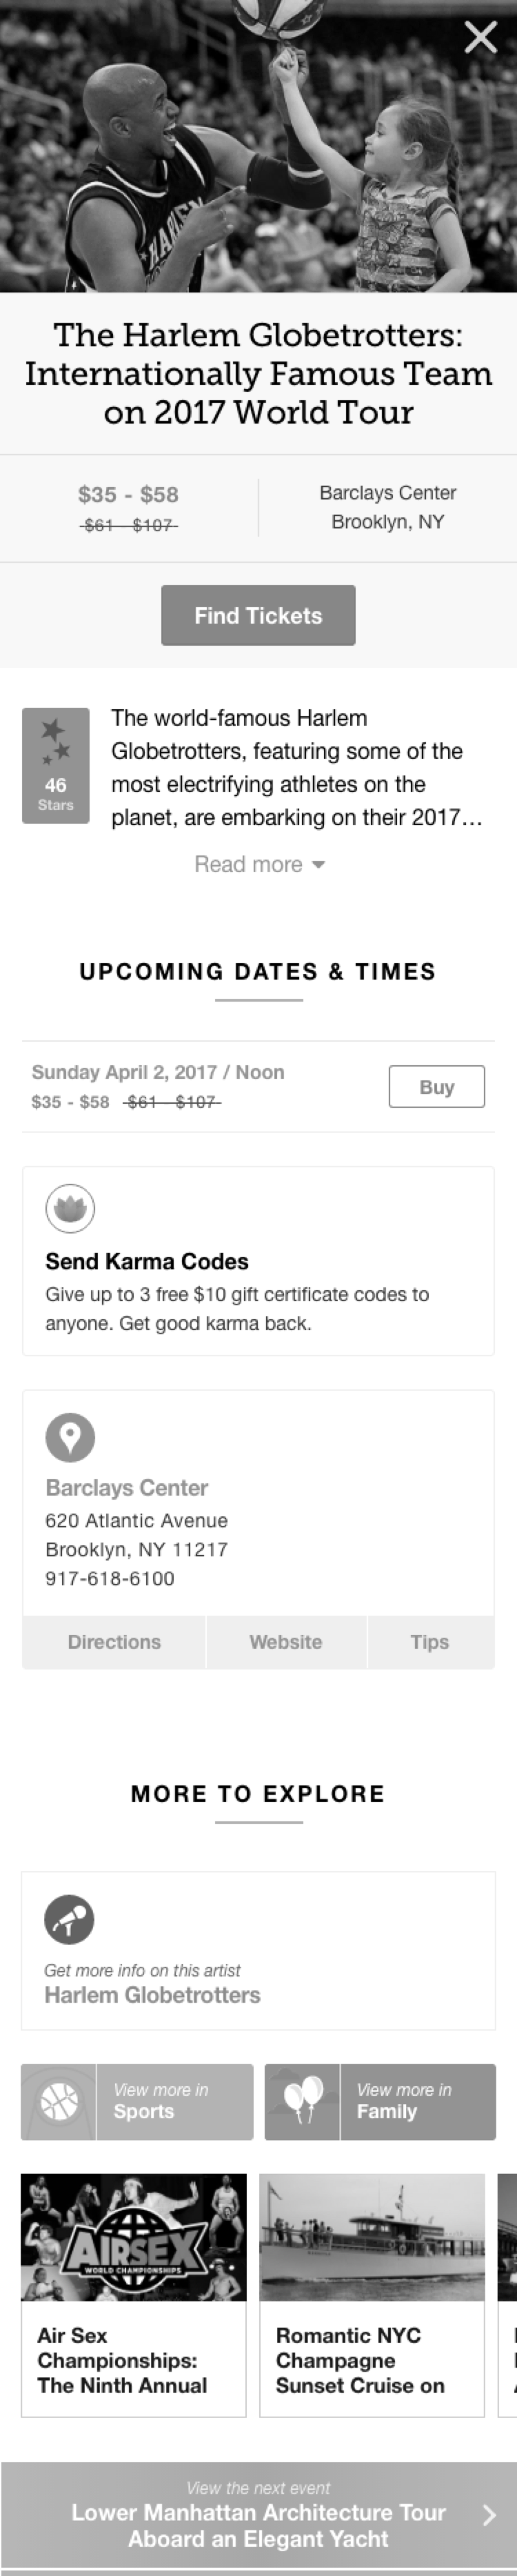 HARLEM
The Harlem Globetrotters:
Internationally Famous Team
on 2017 World Tour
$35 - $58
$61 - $107
Barclays Center
Brooklyn, NY
Find Tickets
46
Stars
The world-famous Harlem
Globetrotters, featuring some of the
most electrifying athletes on the
planet, are embarking on their 2017...
Read more
UPCOMING DATES & TIMES
Sunday April 2, 2017 / Noon
$35 - $58 $61 - $107
Buy
Send Karma Codes
Give up to 3 free $10 gift certificate codes to
anyone. Get good karma back.
Barclays Center
620 Atlantic Avenue
Brooklyn, NY 11217
917-618-6100
Directions
Website
Tips
MORE TO EXPLORE
Get more info on this artist
Harlem Globetrotters
View more in
Sports
View more in
Family
AIRSEX
WORLD CHAMPIONSHIPS
Air Sex
Championships:
The Ninth Annual
Romantic NYC
Champagne
Sunset Cruise on
View the next event
Lower Manhattan Architecture Tour
Aboard an Elegant Yacht